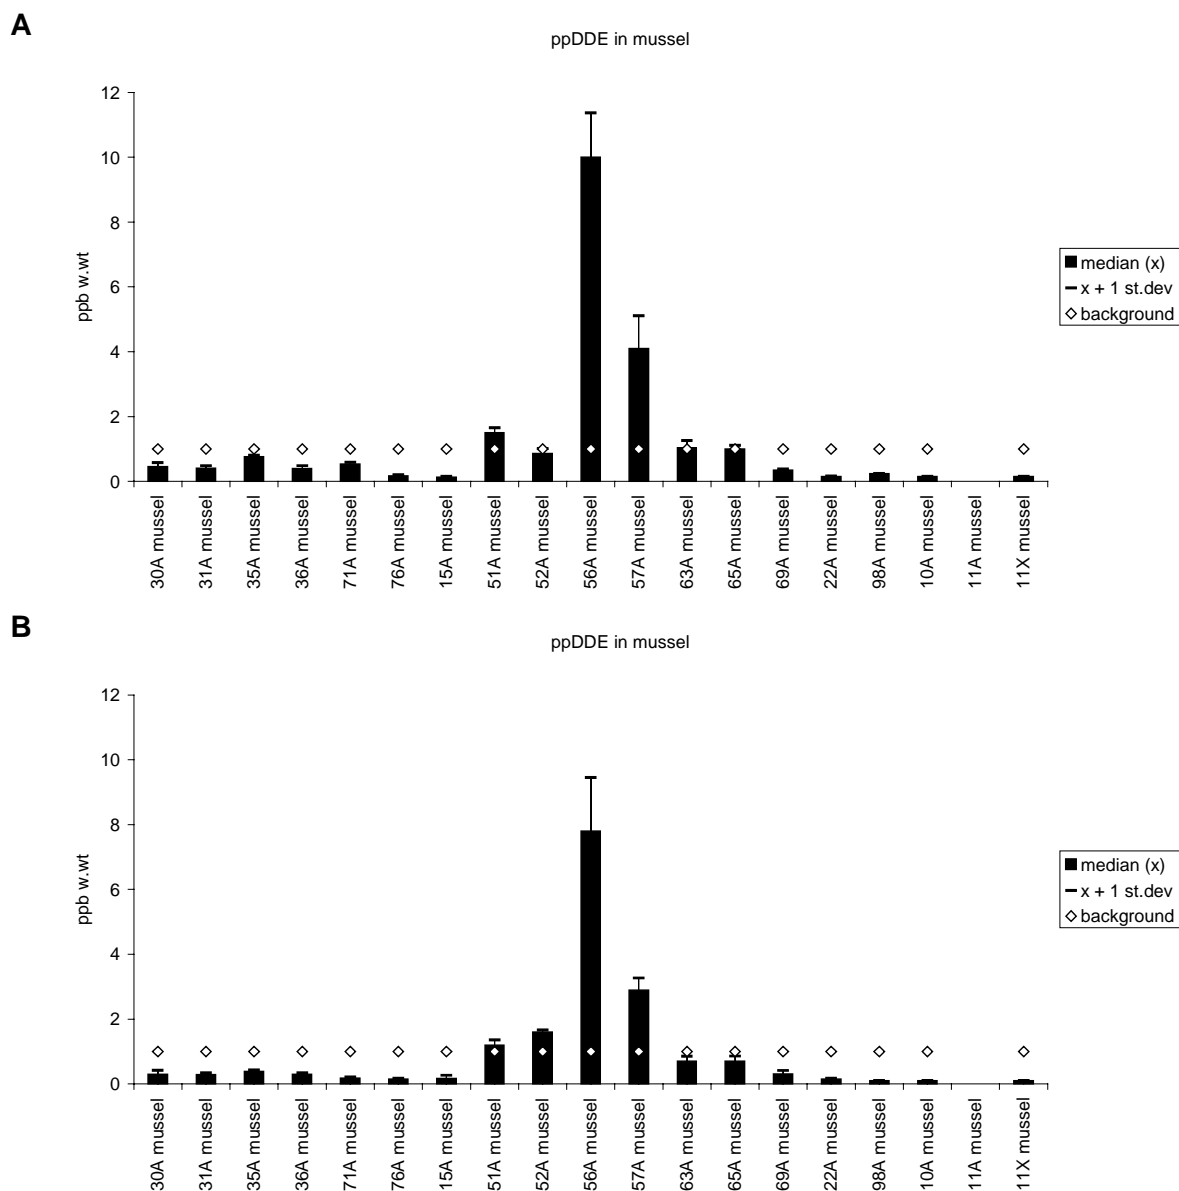 A
ppDDE in mussel
12
10
8
6
4
2
0
ppb w.wt
30A mussel
31A mussel
35A mussel
36A mussel
71A mussel
76A mussel
15A mussel
51A mussel
52A mussel
56A mussel
57A mussel
63A mussel
65A mussel
69A mussel
22A mussel
98A mussel
10A mussel
11A mussel
11X mussel
median (x)
x + 1 st.dev
background
B
ppDDE in mussel
12
10
8
6
4
2
0
ppb w.wt
30A mussel
31A mussel
35A mussel
36A mussel
71A mussel
76A mussel
15A mussel
51A mussel
52A mussel
56A mussel
57A mussel
63A mussel
65A mussel
69A mussel
22A mussel
98A mussel
10A mussel
11A mussel
11X mussel
median (x)
x + 1 st.dev
background